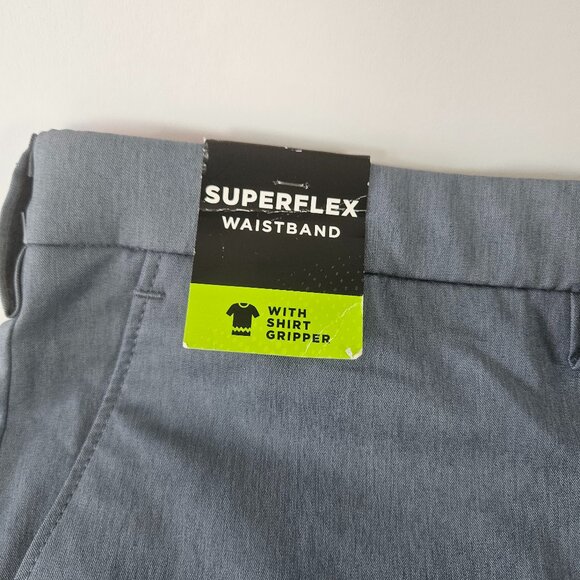 SUPERFLEX
WAISTBAND
WITH
SHIRT
GRIPPER